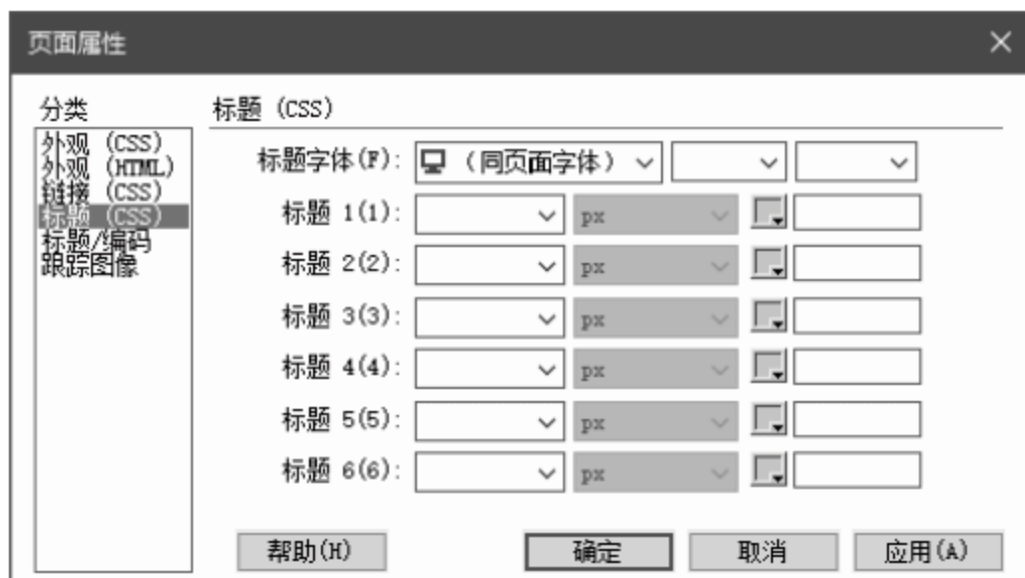 页面属性
分类
外观 (CSS)
外观 (HTML)
链接 (CSS)
标题 (CSS)
标题/编码
跟踪图像
标题 (CSS)
标题字体(F): (同页面字体)
标题 1(1): px
标题 2(2): px
标题 3(3): px
标题 4(4): px
标题 5(5): px
标题 6(6): px
帮助(H) 确定 取消 应用(A)